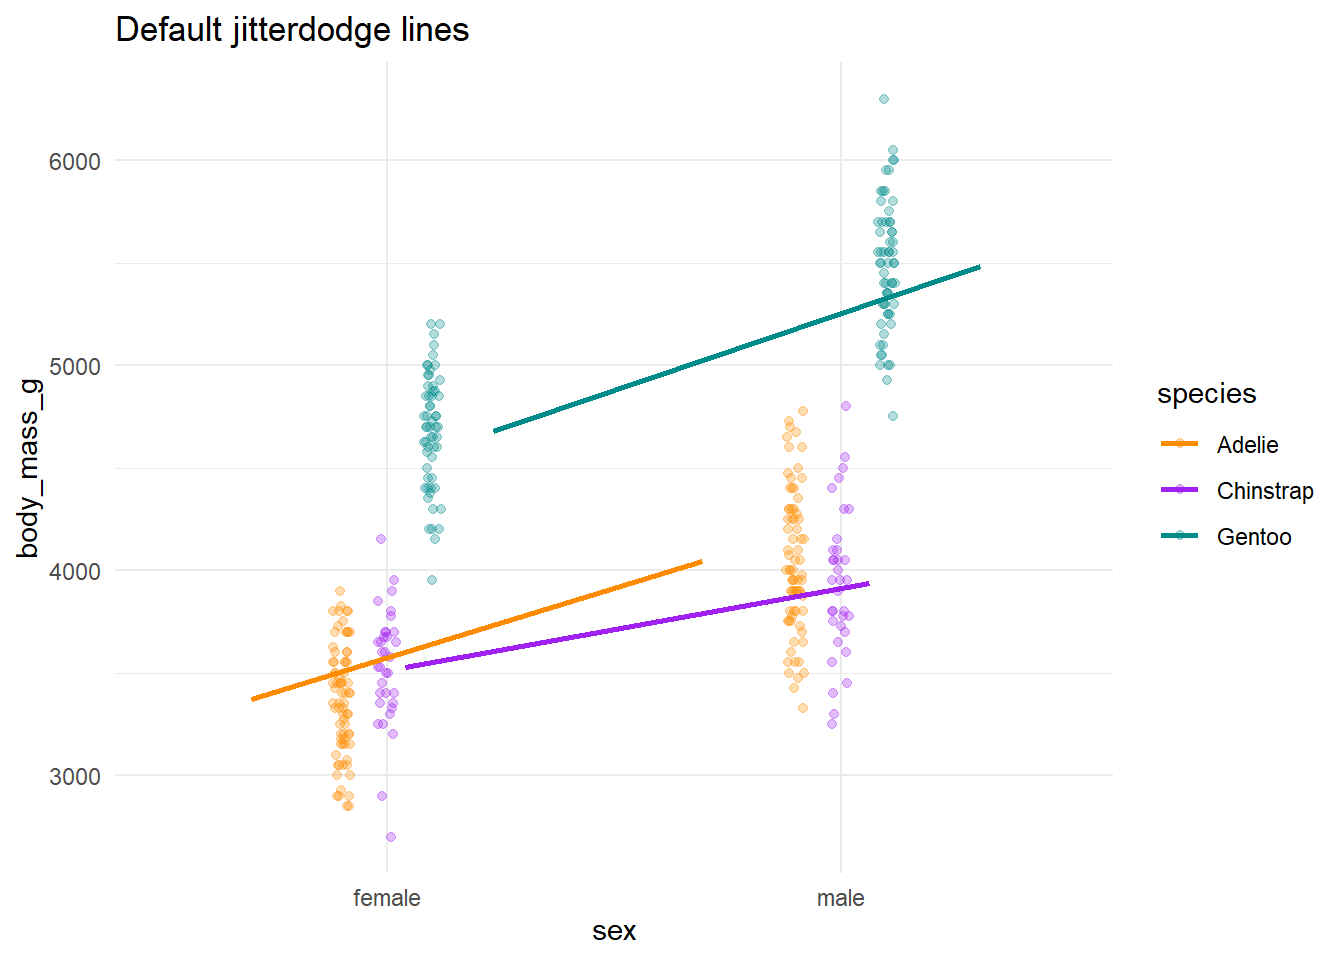 Default jitterdodge lines
6000
5000
4000
3000
body_mass_g
female
male
sex
species
Adelie
Chinstrap
Gentoo